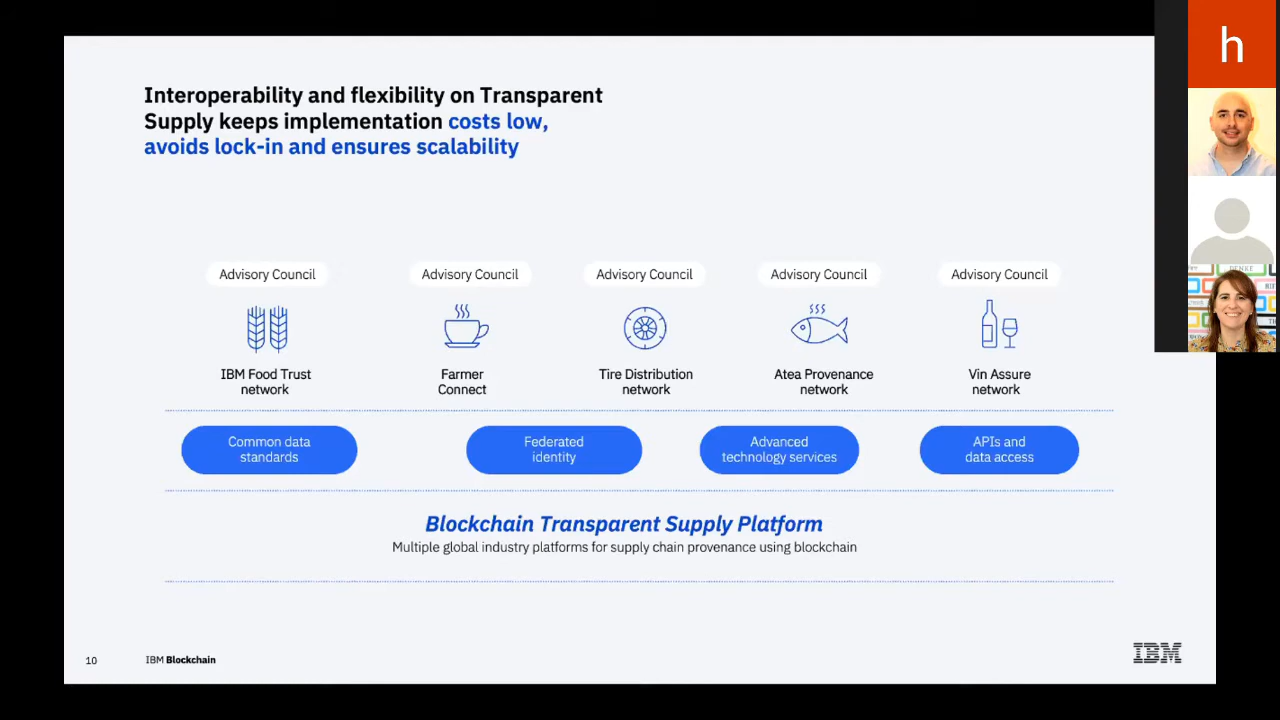 Interoperability and flexibility on Transparent
Supply keeps implementation costs low,
avoids lock-in and ensures scalability
h
Advisory Council
Advisory Council
Advisory Council
Advisory Council
Advisory Council
IBM Food Trust
network
Farmer
Connect
Tire Distribution
network
Atea Provenance
network
Vin Assure
network
Common data
standards
Federated
identity
Advanced
technology services
APIs and
data access
Blockchain Transparent Supply Platform
Multiple global industry platforms for supply chain provenance using blockchain
10
IBM Blockchain
IBM